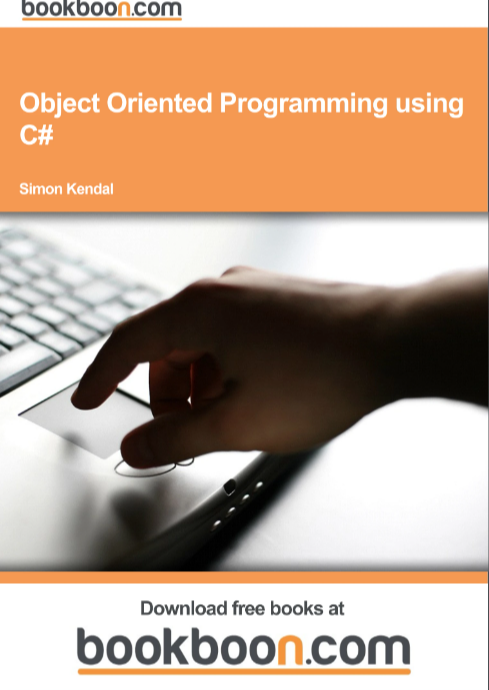 bookboon.com
Object Oriented Programming using
C#
Simon Kendal
Download free books at
bookboon.com